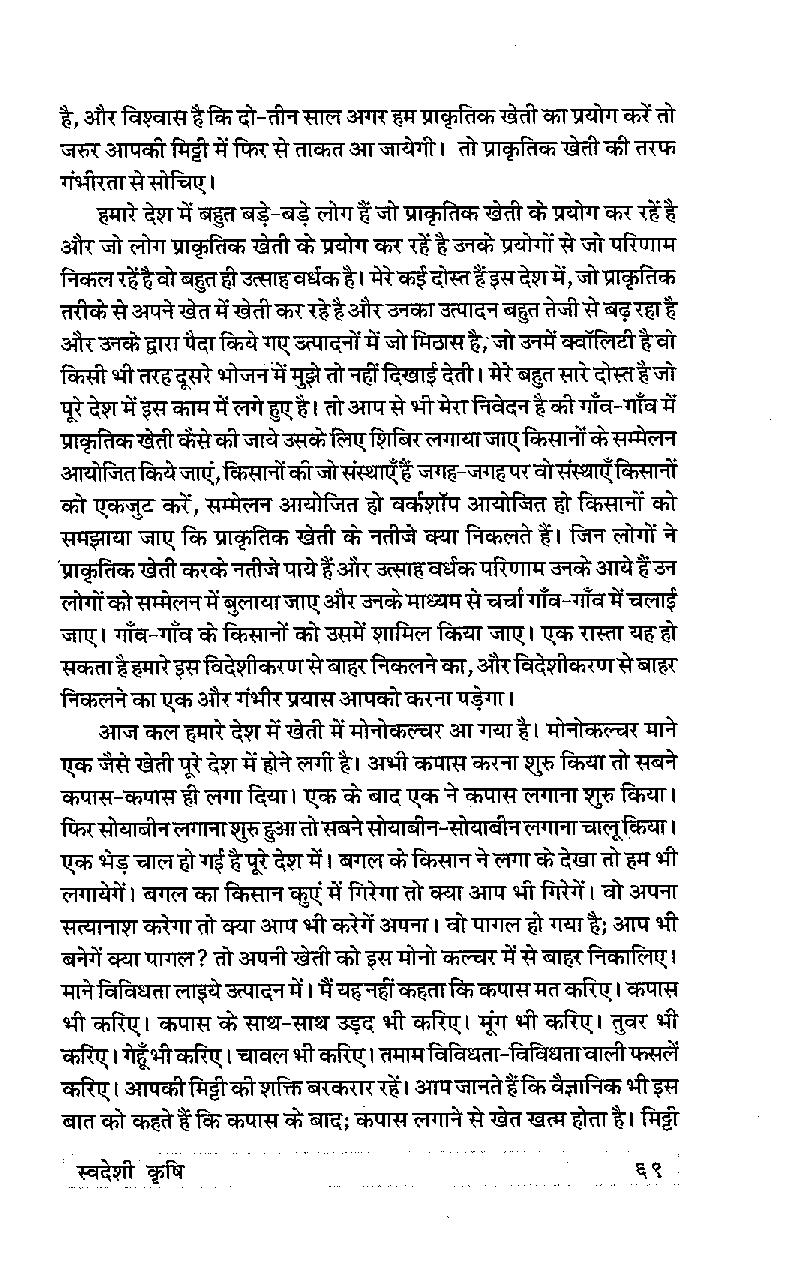 है, और विश्वास है कि दो-तीन साल अगर हम प्राकृतिक खेती का प्रयोग करें तो
जरुर आपकी मिट्टी में फिर से ताकत आ जायेगी। तो प्राकृतिक खेती की तरफ
गंभीरता से सोचिए।
हमारे देश में बहुत बड़े-बड़े लोग हैं जो प्राकृतिक खेती के प्रयोग कर रहें है
और जो लोग प्राकृतिक खेती के प्रयोग कर रहें है उनके प्रयोगों से जो परिणाम
निकल रहें है वो बहुत ही उत्साह वर्धक है। मेरे कई दोस्त हैं इस देश में, जो प्राकृतिक
तरीके से अपने खेत में खेती कर रहे है और उनका उत्पादन बहुत तेजी से बढ़ रहा है
और उनके द्वारा पैदा किये गए उत्पादनों में जो मिठास है, जो उनमें क्वॉलिटी है वो
किसी भी तरह दूसरे भोजन में मुझे तो नहीं दिखाई देती। मेरे बहुत सारे दोस्त है जो
पूरे देश में इस काम में लगे हुए है। तो आप से भी मेरा निवेदन है की गाँव-गाँव में
प्राकृतिक खेती कैसे की जाये उसके लिए शिबिर लगाया जाए किसानों के सम्मेलन
आयोजित किये जाएं, किसानों की जो संस्थाएँ हैं जगह-जगह पर वो संस्थाएँ किसानों
को एकजुट करें, सम्मेलन आयोजित हो वर्कशॉप आयोजित हो किसानों को
समझाया जाए कि प्राकृतिक खेती के नतीजे क्या निकलते हैं। जिन लोगों ने
प्राकृतिक खेती करके नतीजे पाये हैं और उत्साह वर्धक परिणाम उनके आये हैं उन
लोगों को सम्मेलन में बुलाया जाए और उनके माध्यम से चर्चा गाँव-गाँव में चलाई
जाए। गाँव-गाँव के किसानों को उसमें शामिल किया जाए। एक रास्ता यह हो
सकता है हमारे इस विदेशीकरण से बाहर निकलने का, और विदेशीकरण से बाहर
निकलने का एक और गंभीर प्रयास आपको करना पड़ेगा।
आज कल हमारे देश में खेती में मोनोकल्चर आ गया है। मोनोकल्चर माने
एक जैसे खेती पूरे देश में होने लगी है। अभी कपास करना शुरु किया तो सबने
कपास-कपास ही लगा दिया। एक के बाद एक ने कपास लगाना शुरु किया।
फिर सोयाबीन लगाना शुरु हुआ तो सबने सोयाबीन-सोयाबीन लगाना चालू किया।
एक भेड़ चाल हो गई है पूरे देश में। बगल के किसान ने लगा के देखा तो हम भी
लगायेगें। बगल का किसान कुएं में गिरेगा तो क्या आप भी गिरेगें। वो अपना
सत्यानाश करेगा तो क्या आप भी करेगें अपना। वो पागल हो गया है; आप भी
बनेगें क्या पागल? तो अपनी खेती को इस मोनो कल्चर में से बाहर निकालिए।
माने विविधता लाइये उत्पादन में। मैं यह नहीं कहता कि कपास मत करिए। कपास
भी करिए। कपास के साथ-साथ उड़द भी करिए। मूंग भी करिए। तुवर भी
करिए। गेहूँ भी करिए। चावल भी करिए। तमाम विविधता-विविधता वाली फसलें
करिए। आपकी मिट्टी की शक्ति बरकरार रहें। आप जानते हैं कि वैज्ञानिक भी इस
बात को कहते हैं कि कपास के बाद; कपास लगाने से खेत खत्म होता है। मिट्टी
स्वदेशी कृषि ६९